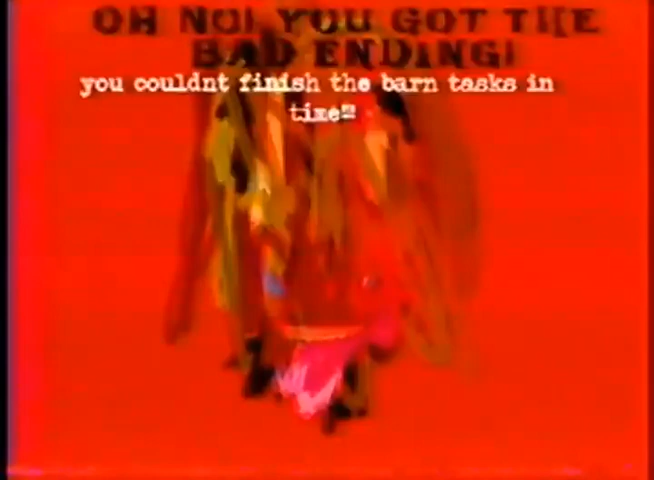 OH NO!, YOU GOT THE
BAD ENDING!
you couldnt finish the barn tasks in
time!!